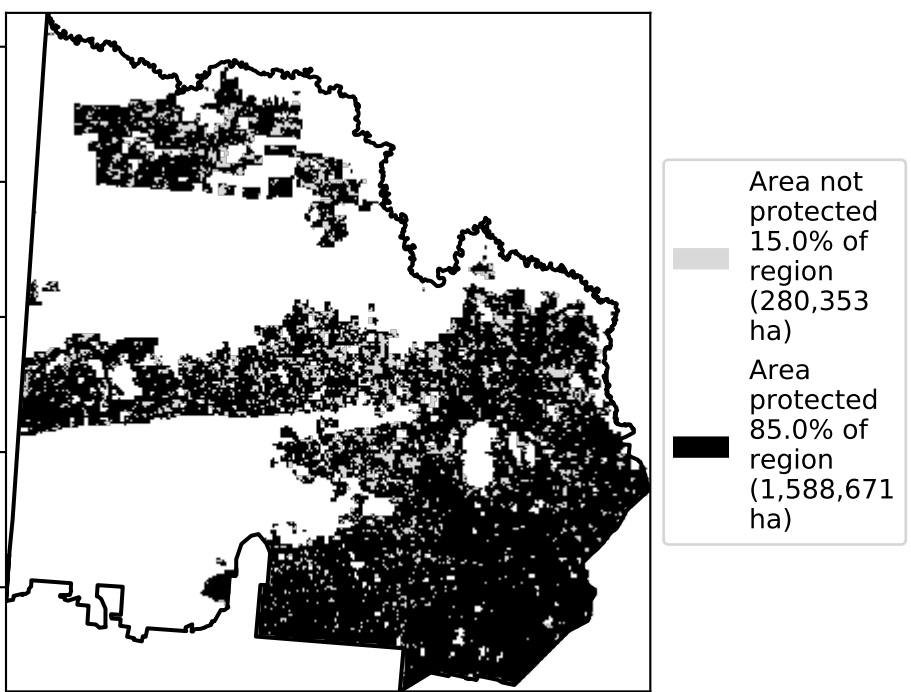 Area not
protected
15.0% of
region
(280,353
ha)
Area
protected
85.0% of
region
(1,588,671
ha)